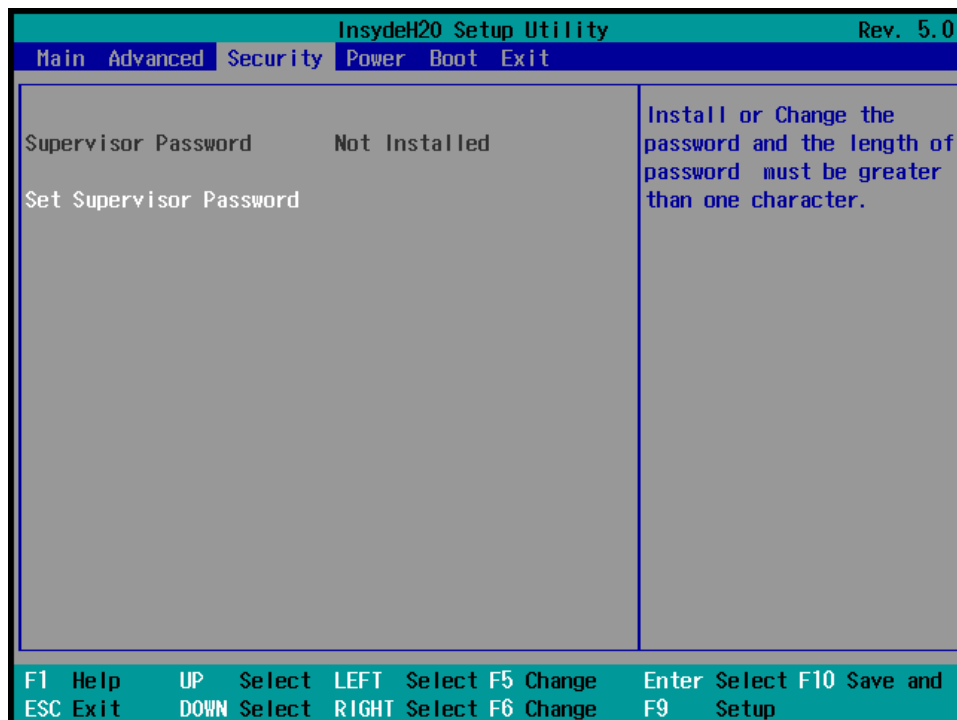 InsydeH20 Setup Utility Rev. 5.0
Main Advanced Security Power Boot Exit
Supervisor Password Not Installed
Set Supervisor Password
Install or Change the
password and the length of
password must be greater
than one character.
F1 Help UP Select LEFT Select F5 Change Enter Select F10 Save and
ESC Exit DOWN Select RIGHT Select F6 Change F9 Setup